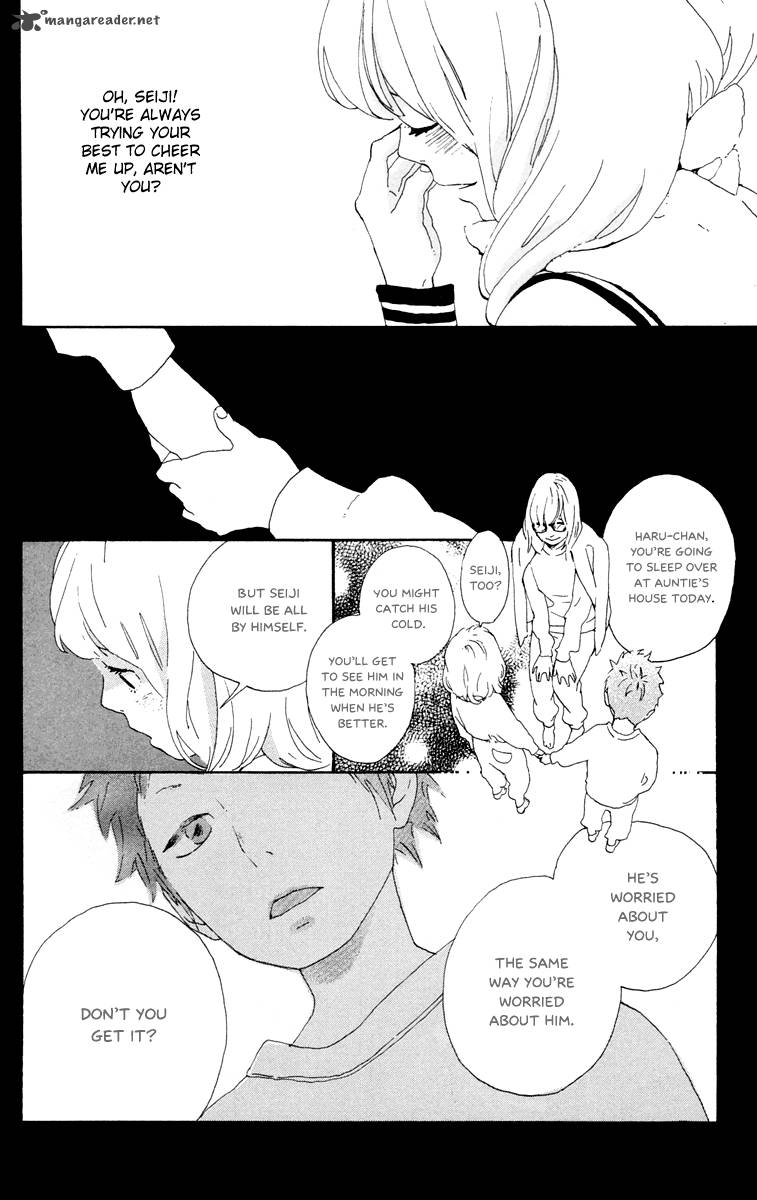 mangareader.net
OH, SEIJI!
YOU'RE ALWAYS
TRYING YOUR
BEST TO CHEER
ME UP, AREN'T
YOU?
HARU-CHAN,
YOU'RE GOING
TO SLEEP OVER
AT AUNTIE'S
HOUSE TODAY.
SEIJI,
TOO?
YOU MIGHT
CATCH HIS
COLD.
YOU'LL GET
TO SEE HIM IN
THE MORNING
WHEN HE'S
BETTER.
BUT SEIJI
WILL BE ALL
BY HIMSELF.
HE'S
WORRIED
ABOUT
YOU,
THE SAME
WAY YOU'RE
WORRIED
ABOUT HIM.
DON'T YOU
GET IT?